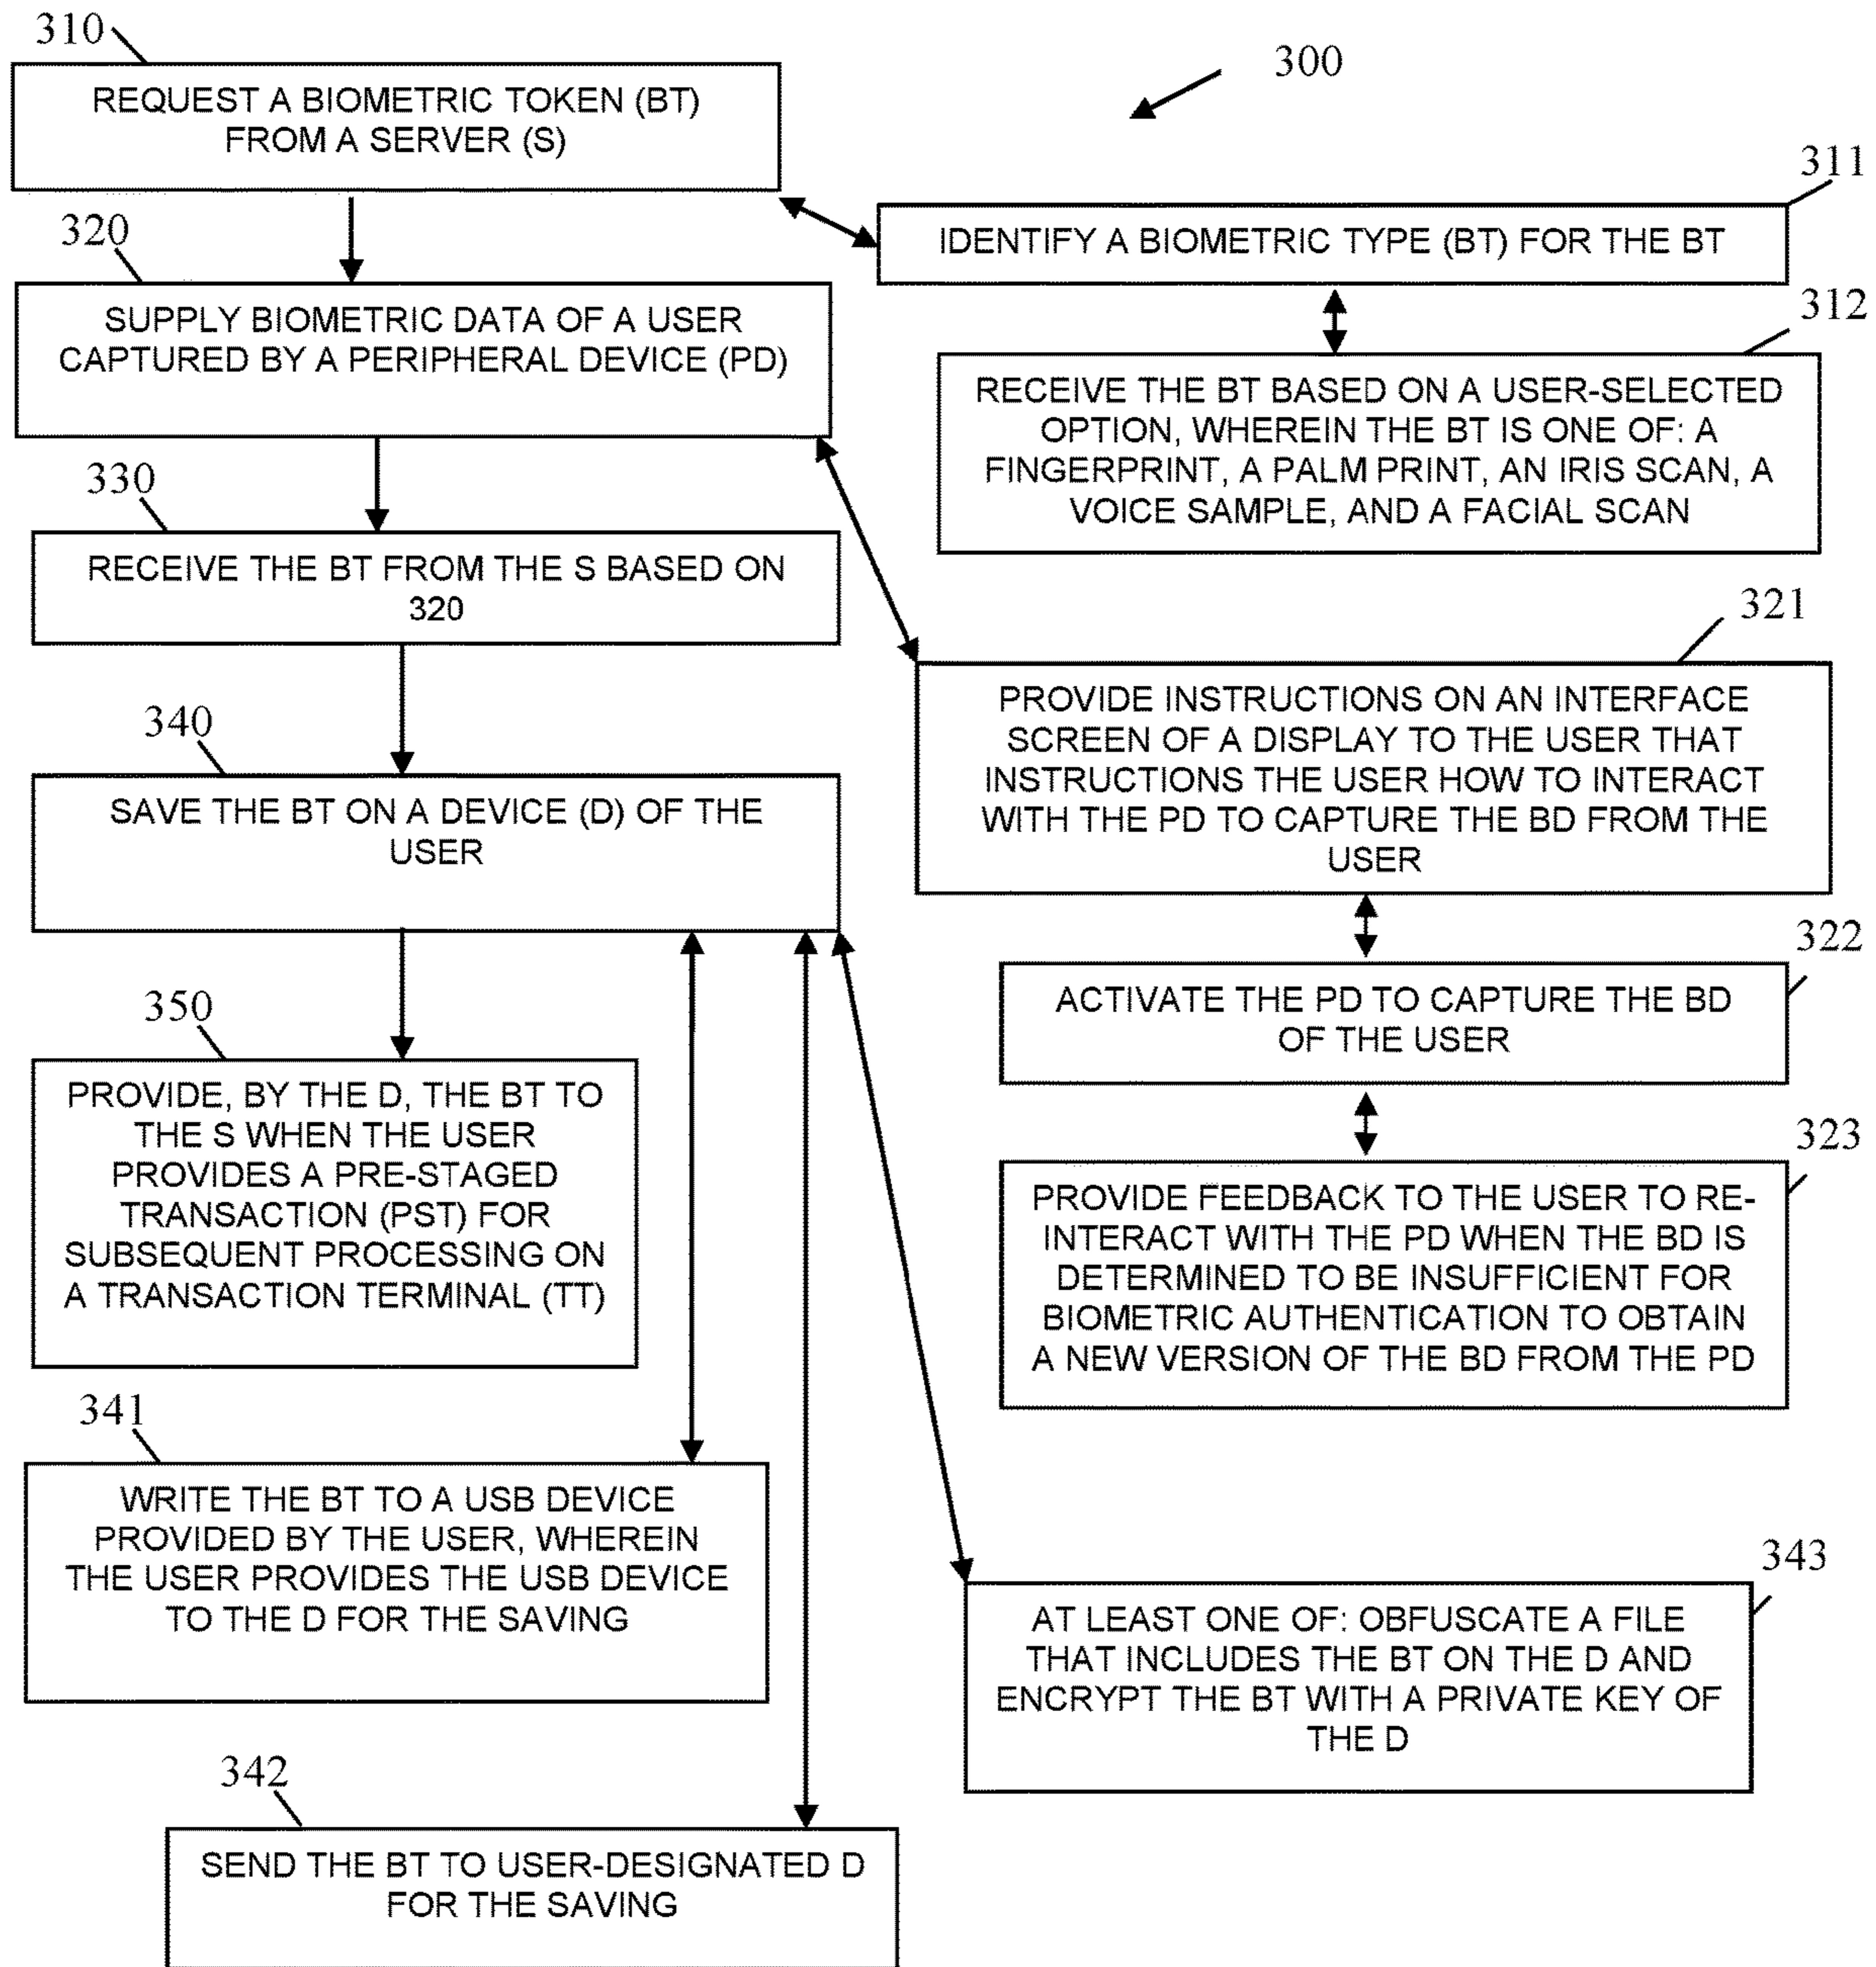 310
REQUEST A BIOMETRIC TOKEN (BT)
FROM A SERVER (S)
300
311
IDENTIFY A BIOMETRIC TYPE (BT) FOR THE BT
312
RECEIVE THE BT BASED ON A USER-SELECTED
OPTION, WHEREIN THE BT IS ONE OF: A
FINGERPRINT, A PALM PRINT, AN IRIS SCAN, A
VOICE SAMPLE, AND A FACIAL SCAN
320
SUPPLY BIOMETRIC DATA OF A USER
CAPTURED BY A PERIPHERAL DEVICE (PD)
321
PROVIDE INSTRUCTIONS ON AN INTERFACE
SCREEN OF A DISPLAY TO THE USER THAT
INSTRUCTIONS THE USER HOW TO INTERACT
WITH THE PD TO CAPTURE THE BD FROM THE
USER
322
ACTIVATE THE PD TO CAPTURE THE BD
OF THE USER
323
PROVIDE FEEDBACK TO THE USER TO RE-
INTERACT WITH THE PD WHEN THE BD IS
DETERMINED TO BE INSUFFICIENT FOR
BIOMETRIC AUTHENTICATION TO OBTAIN
A NEW VERSION OF THE BD FROM THE PD
330
RECEIVE THE BT FROM THE S BASED ON
320
340
SAVE THE BT ON A DEVICE (D) OF THE
USER
350
PROVIDE, BY THE D, THE BT TO
THE S WHEN THE USER
PROVIDES A PRE-STAGED
TRANSACTION (PST) FOR
SUBSEQUENT PROCESSING ON
A TRANSACTION TERMINAL (TT)
341
WRITE THE BT TO A USB DEVICE
PROVIDED BY THE USER, WHEREIN
THE USER PROVIDES THE USB DEVICE
TO THE D FOR THE SAVING
342
SEND THE BT TO USER-DESIGNATED D
FOR THE SAVING
343
AT LEAST ONE OF: OBFUSCATE A FILE
THAT INCLUDES THE BT ON THE D AND
ENCRYPT THE BT WITH A PRIVATE KEY OF
THE D